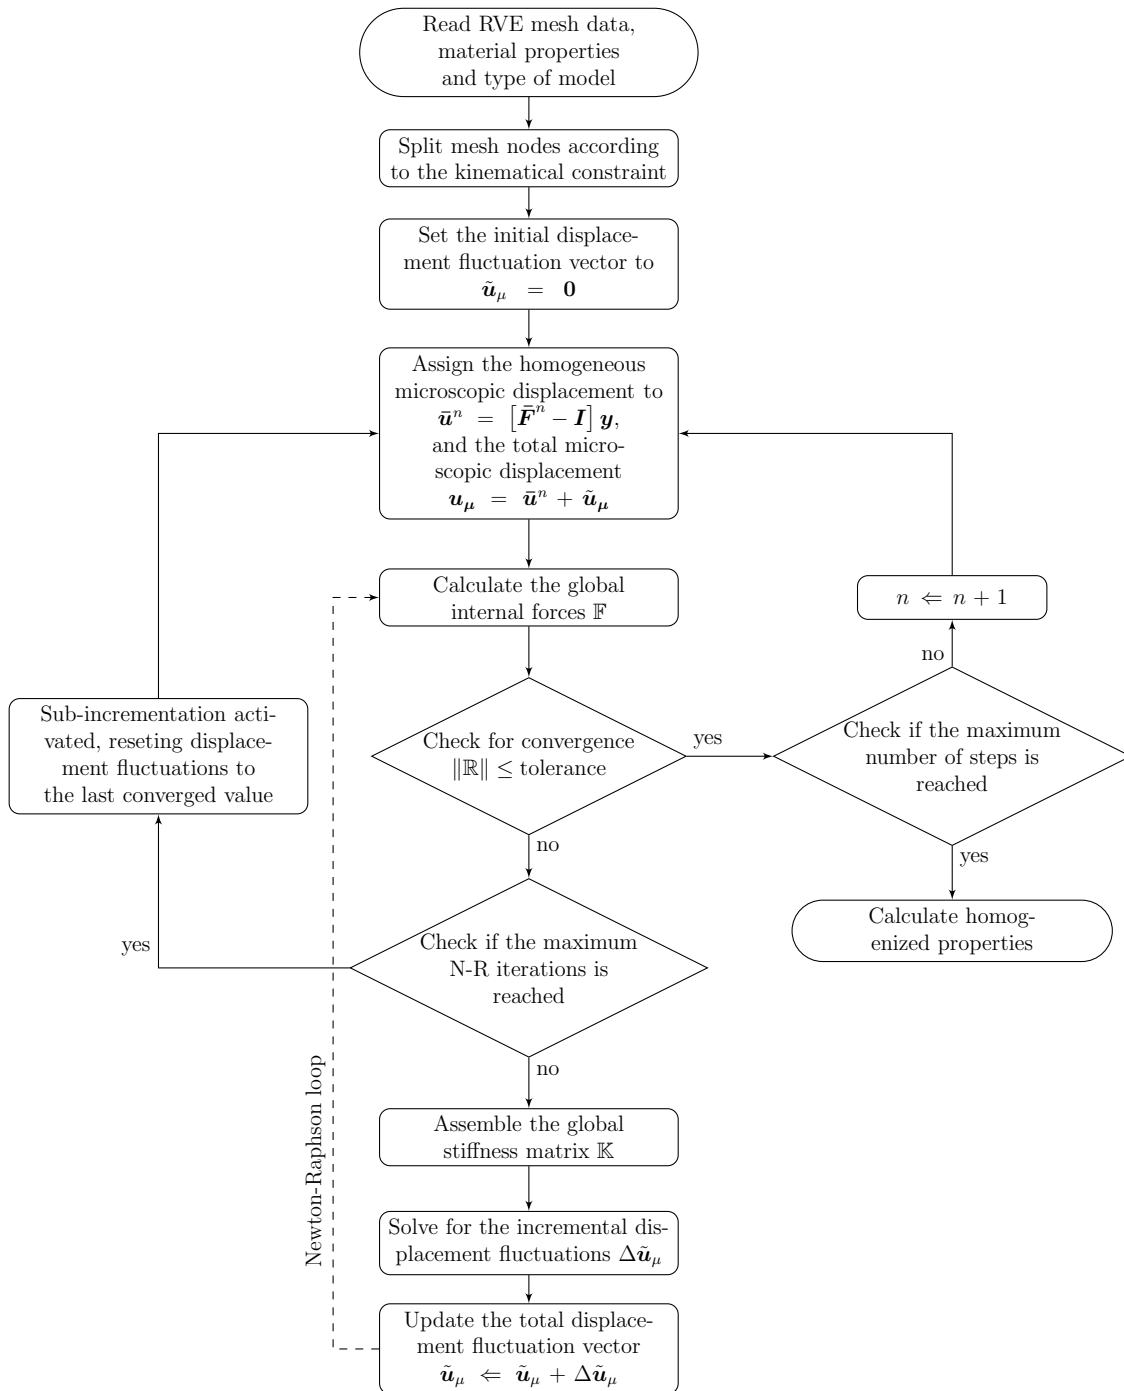 Read RVE mesh data,
material properties
and type of model
Split mesh nodes according
to the kinematical constraint
Set the initial displace-
ment fluctuation vector to
ũ_μ = 0
Assign the homogeneous
microscopic displacement to
ū^n = [F̄^n − I] y,
and the total micro-
scopic displacement
u_μ = ū^n + ũ_μ
Calculate the global
internal forces 𝔽
n ⇐ n + 1
no
Sub-incrementation acti-
vated, reseting displace-
ment fluctuations to
the last converged value
Check for convergence
‖ℝ‖ ≤ tolerance
yes
Check if the maximum
number of steps is
reached
no
yes
Calculate homog-
enized properties
yes
Check if the maximum
N-R iterations is
reached
no
Newton-Raphson loop
Assemble the global
stiffness matrix 𝕂
Solve for the incremental dis-
placement fluctuations Δũ_μ
Update the total displace-
ment fluctuation vector
ũ_μ ⇐ ũ_μ + Δũ_μ